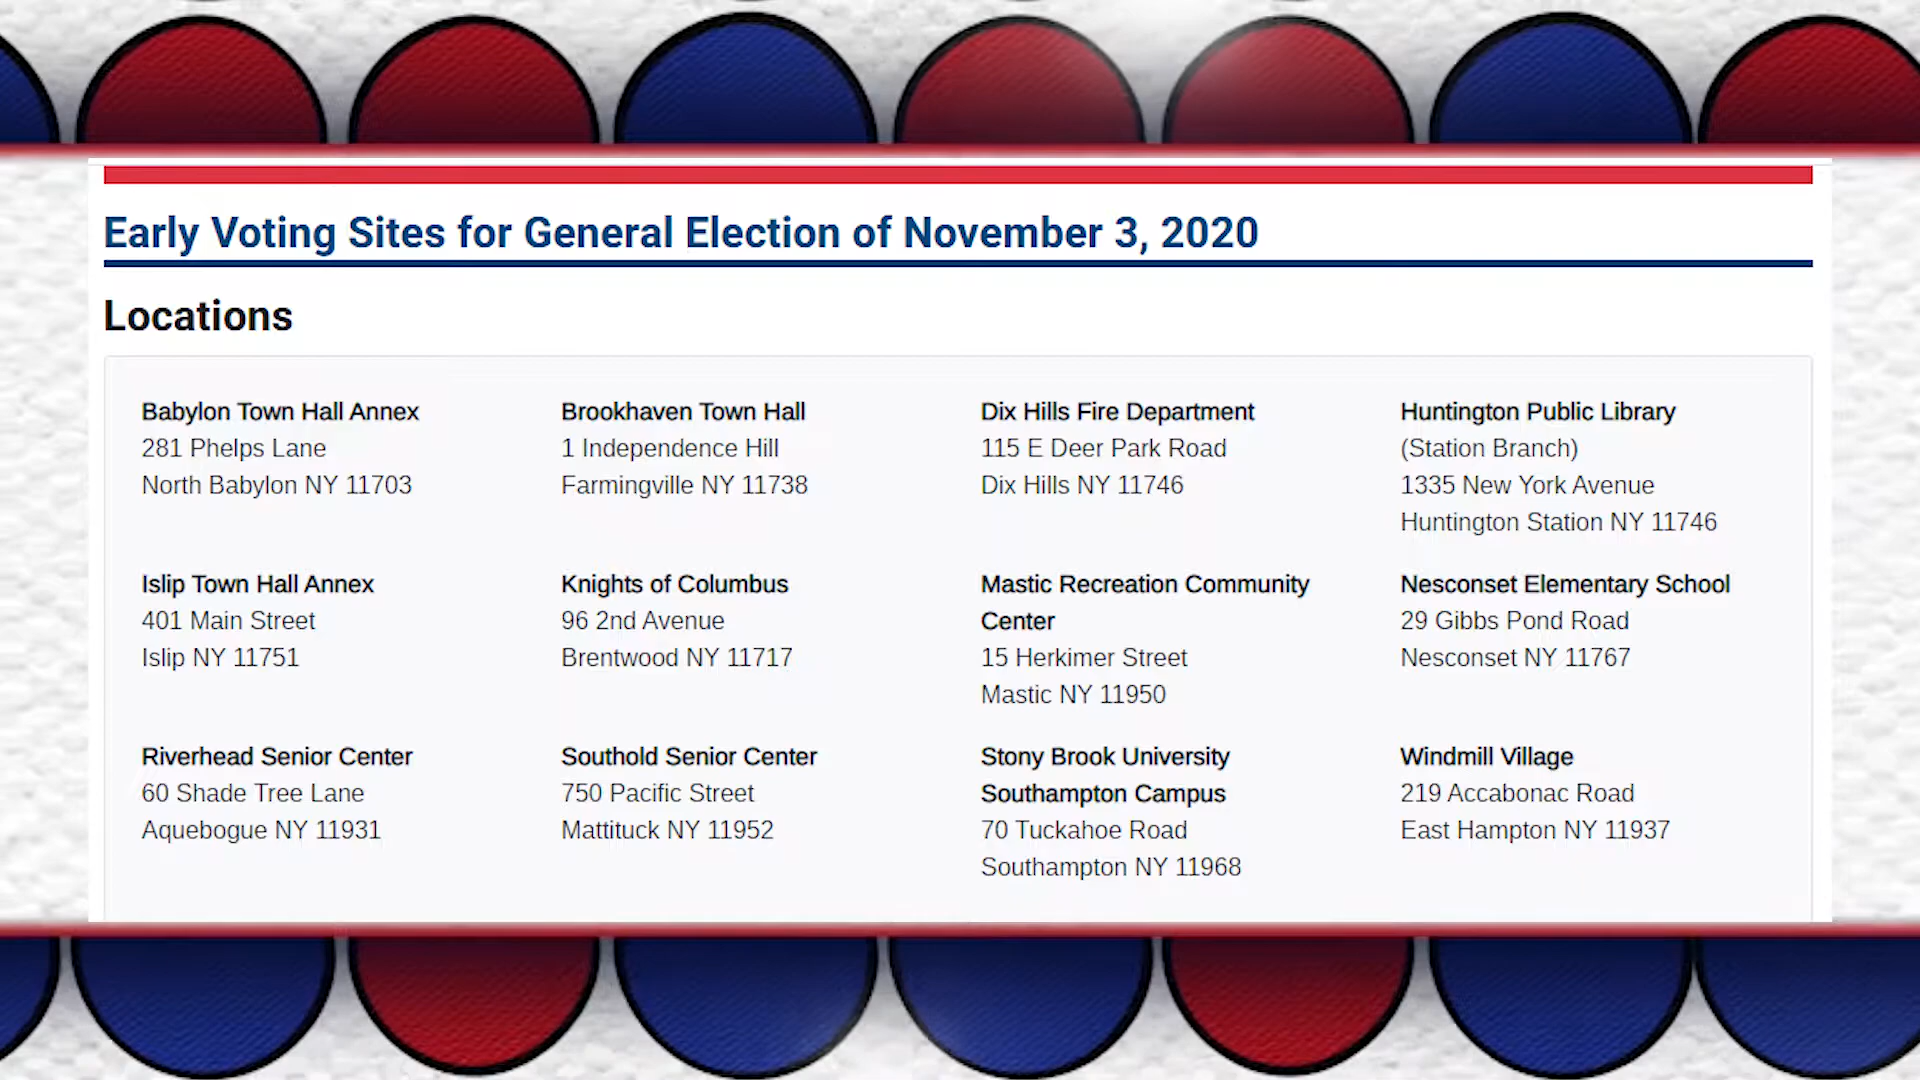 Early Voting Sites for General Election of November 3, 2020
Locations
Babylon Town Hall Annex
281 Phelps Lane
North Babylon NY 11703
Brookhaven Town Hall
1 Independence Hill
Farmingville NY 11738
Dix Hills Fire Department
115 E Deer Park Road
Dix Hills NY 11746
Huntington Public Library
(Station Branch)
1335 New York Avenue
Huntington Station NY 11746
Islip Town Hall Annex
401 Main Street
Islip NY 11751
Knights of Columbus
96 2nd Avenue
Brentwood NY 11717
Mastic Recreation Community
Center
15 Herkimer Street
Mastic NY 11950
Nesconset Elementary School
29 Gibbs Pond Road
Nesconset NY 11767
Riverhead Senior Center
60 Shade Tree Lane
Aquebogue NY 11931
Southold Senior Center
750 Pacific Street
Mattituck NY 11952
Stony Brook University
Southampton Campus
70 Tuckahoe Road
Southampton NY 11968
Windmill Village
219 Accabonac Road
East Hampton NY 11937